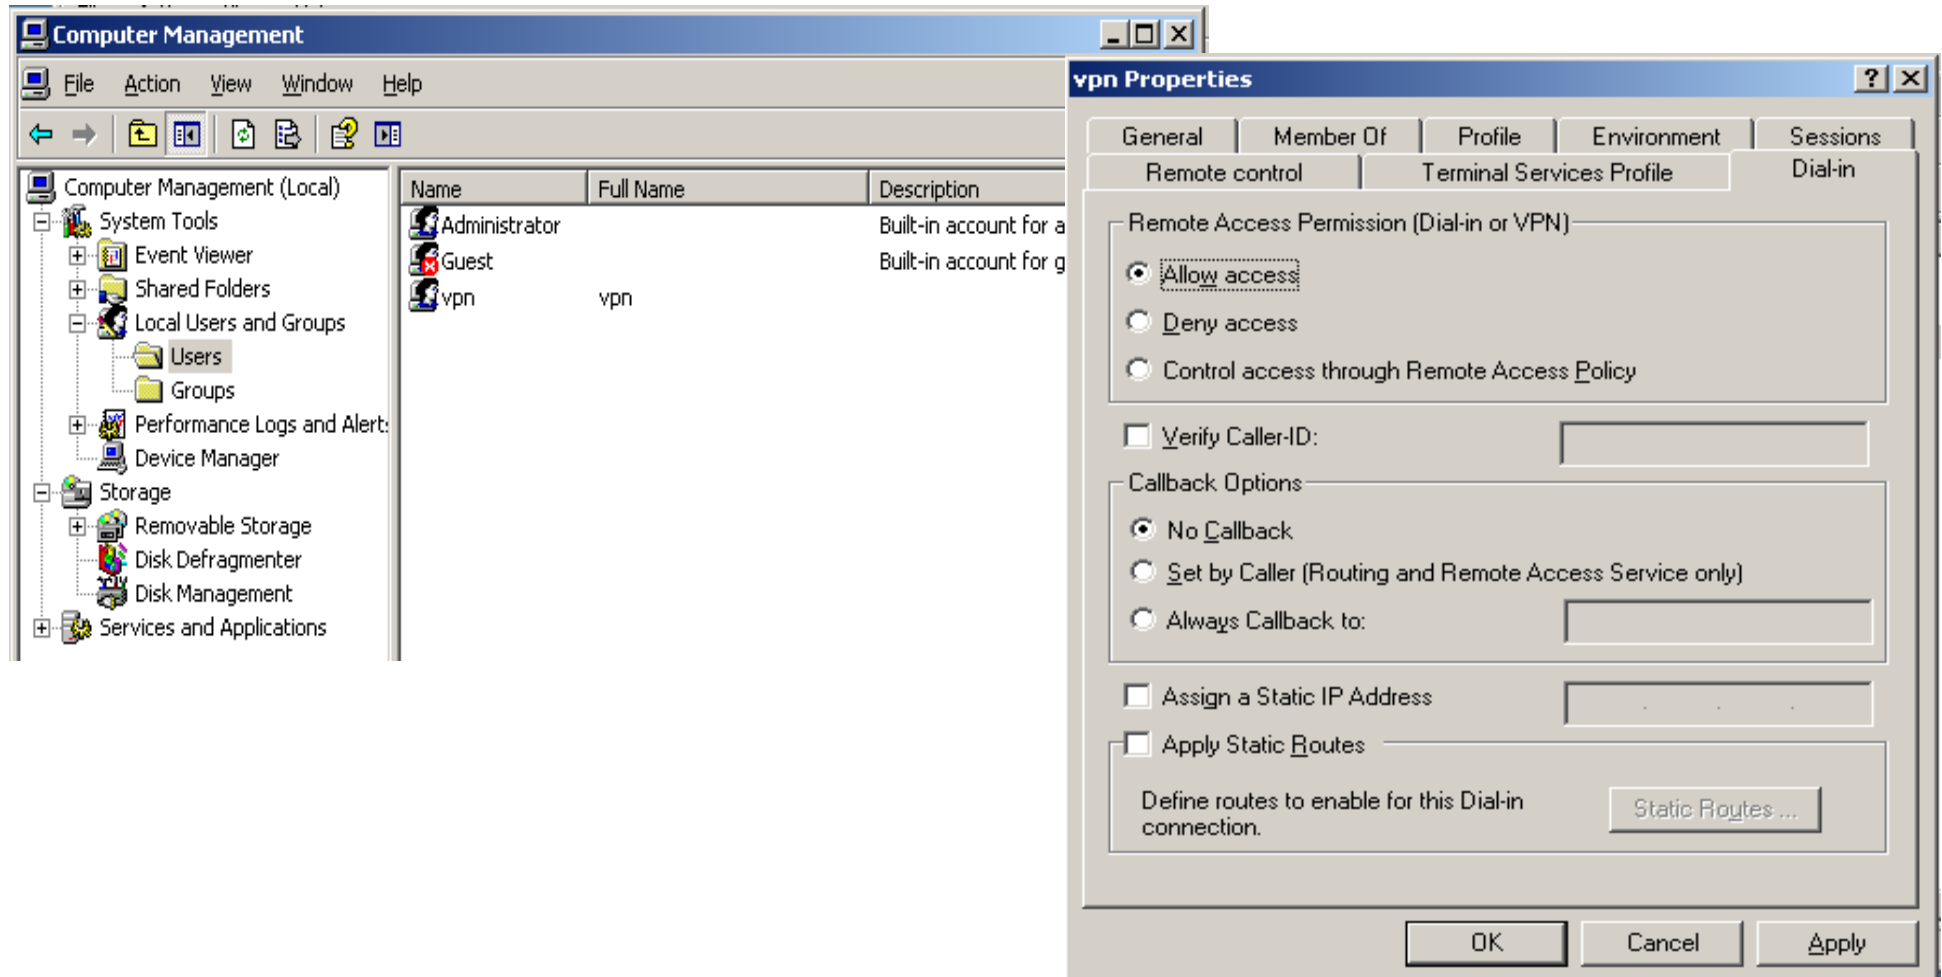 Computer Management
File Action View Window Help
Computer Management (Local)
System Tools
Event Viewer
Shared Folders
Local Users and Groups
Users
Groups
Performance Logs and Alert
Device Manager
Storage
Removable Storage
Disk Defragmenter
Disk Management
Services and Applications
Name Full Name Description
Administrator Built-in account for a
Guest Built-in account for g
vpn vpn
vpn Properties
General Member Of Profile Environment Sessions
Remote control Terminal Services Profile Dial-in
Remote Access Permission (Dial-in or VPN)
Allow access
Deny access
Control access through Remote Access Policy
Verify Caller-ID:
Callback Options
No Callback
Set by Caller (Routing and Remote Access Service only)
Always Callback to:
Assign a Static IP Address
Apply Static Routes
Define routes to enable for this Dial-in
connection.
Static Routes ...
OK Cancel Apply